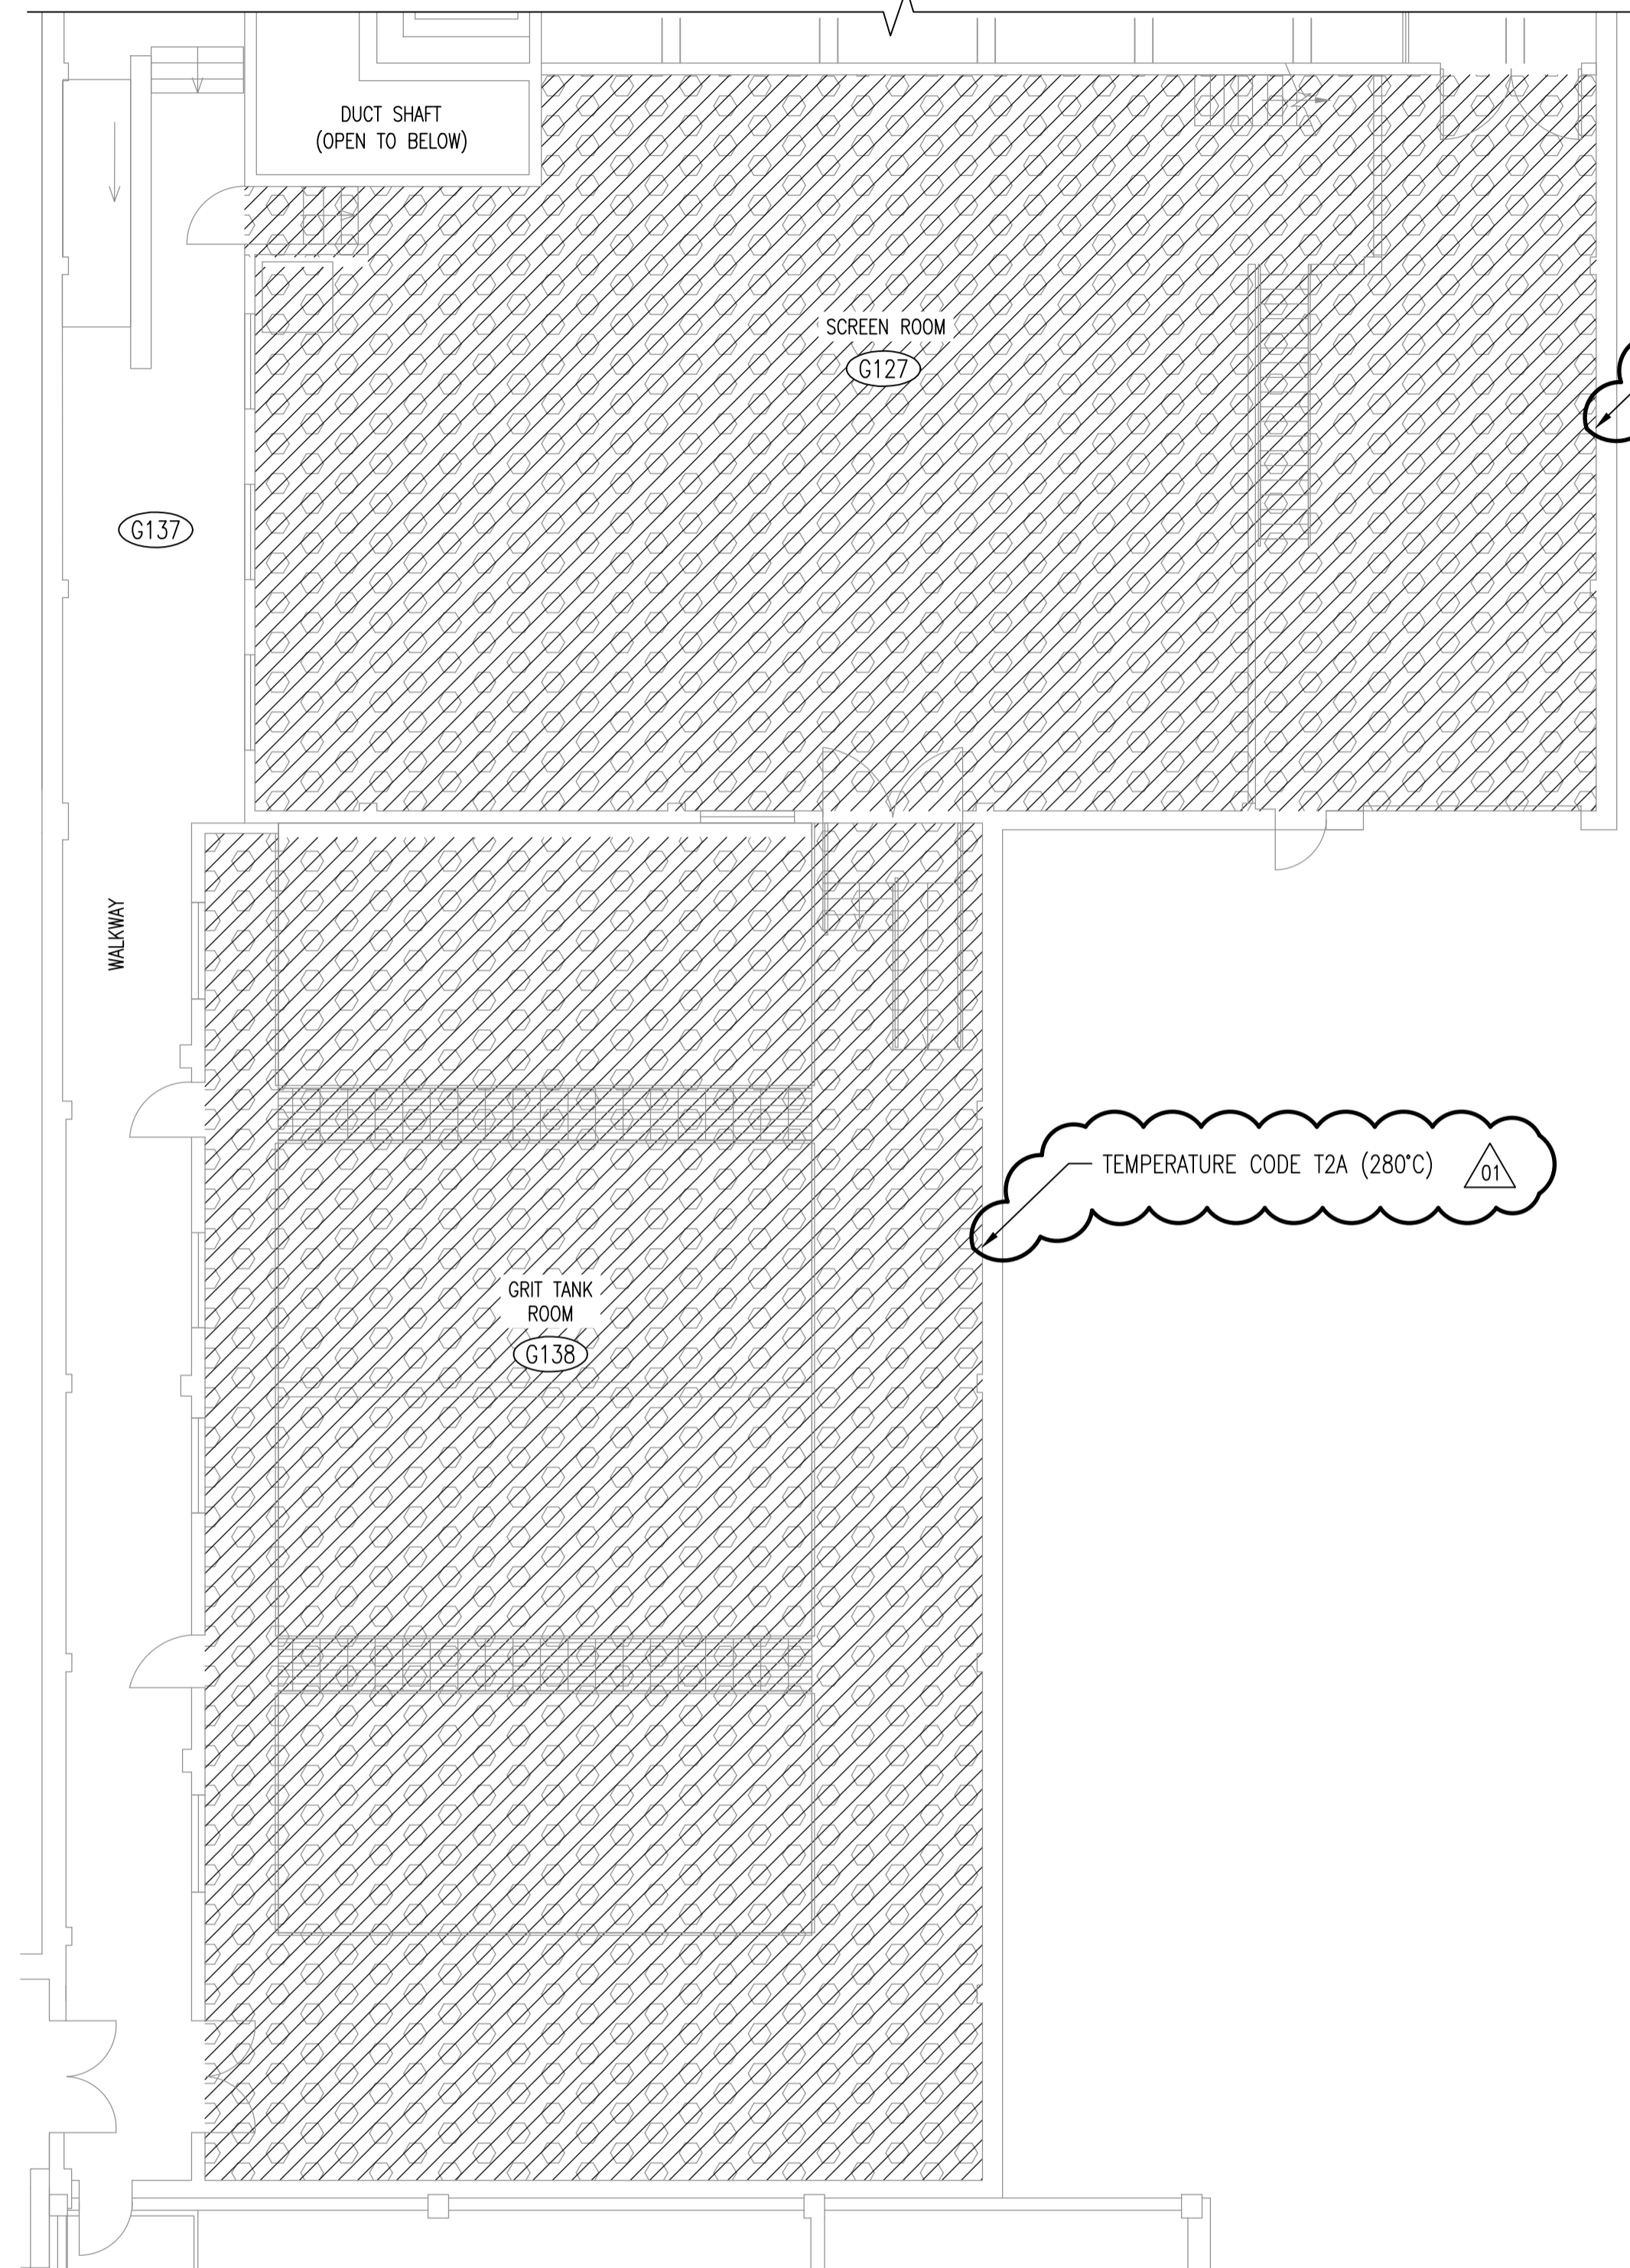 DUCT SHAFT
(OPEN TO BELOW)
SCREEN ROOM
G127
G137
WALKWAY
TEMPERATURE CODE T2A (280°C)
01
GRIT TANK
ROOM
G138